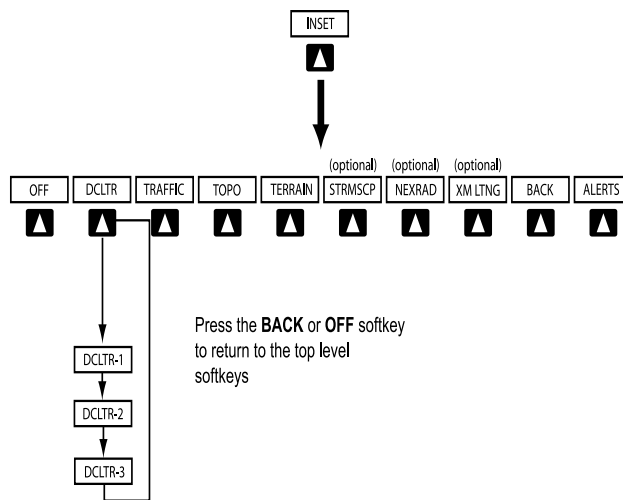 INSET
(optional) (optional) (optional)
OFF DCLTR TRAFFIC TOPO TERRAIN STRMSCP NEXRAD XM LTNG BACK ALERTS
Press the BACK or OFF softkey
to return to the top level
softkeys
DCLTR-1
DCLTR-2
DCLTR-3